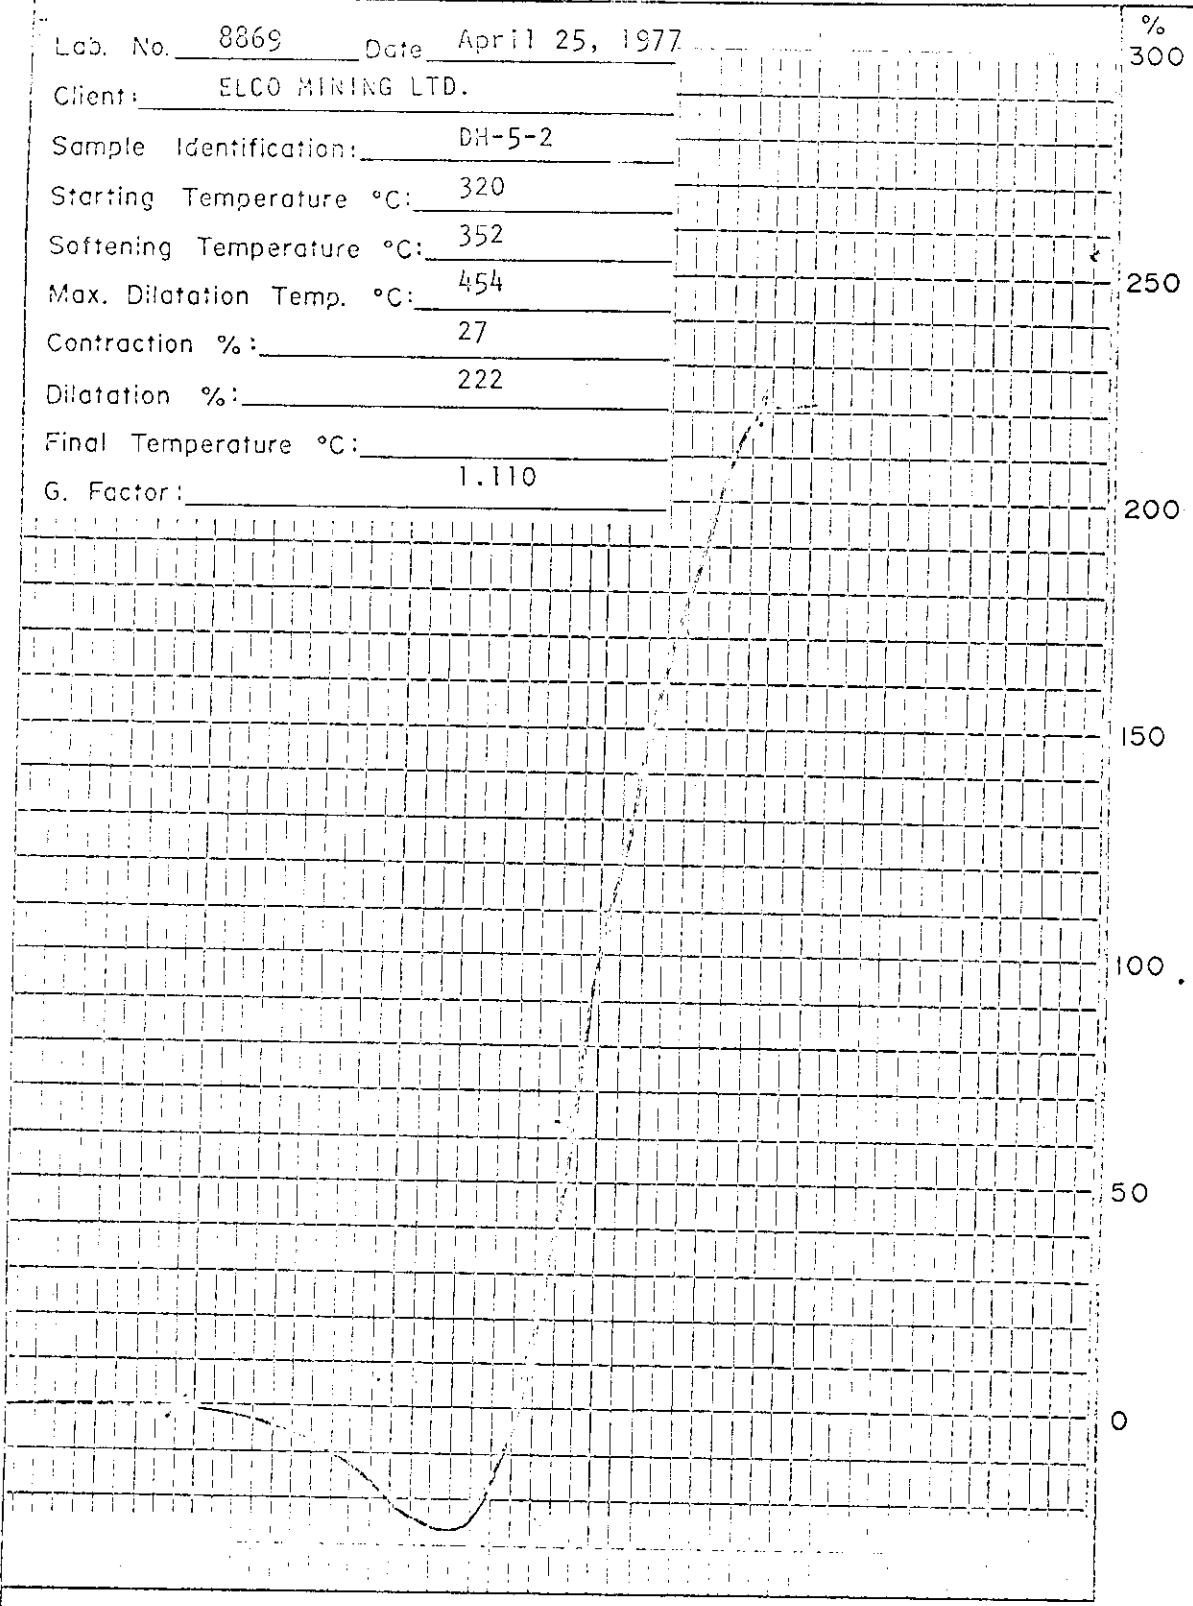 Lab. No. 8869 Date April 25, 1977
Client: ELCO MINING LTD.
Sample Identification: DH-5-2
Starting Temperature °C: 320
Softening Temperature °C: 352
Max. Dilatation Temp. °C: 454
Contraction %: 27
Dilatation %: 222
Final Temperature °C:
G. Factor: 1.110
%
300
250
200
150
100
50
0